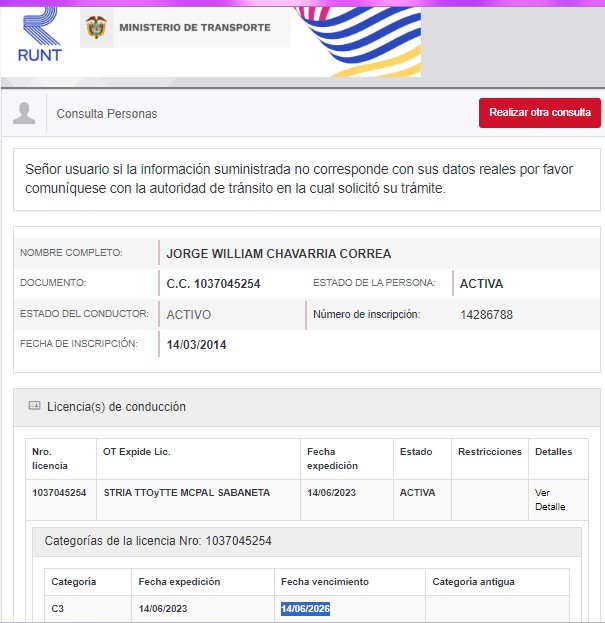 RUNT
MINISTERIO DE TRANSPORTE
Consulta Personas
Realizar otra consulta
Señor usuario si la información suministrada no corresponde con sus datos reales por favor
comuníquese con la autoridad de tránsito en la cual solicitó su trámite.
NOMBRE COMPLETO: JORGE WILLIAM CHAVARRIA CORREA
DOCUMENTO: C.C. 1037045254 ESTADO DE LA PERSONA: ACTIVA
ESTADO DEL CONDUCTOR: ACTIVO Número de inscripción: 14286788
FECHA DE INSCRIPCIÓN: 14/03/2014
Licencia(s) de conducción
Nro. licencia OT Expide Lic. Fecha expedición Estado Restricciones Detalles
1037045254 STRIA TTOyTTE MCPAL SABANETA 14/06/2023 ACTIVA Ver Detalle
Categorías de la licencia Nro: 1037045254
Categoría Fecha expedición Fecha vencimiento Categoría antigua
C3 14/06/2023 14/06/2026